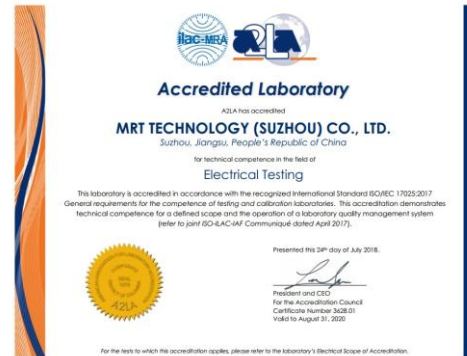 ilac-MRA
A2LA
Accredited Laboratory
A2LA has accredited
MRT TECHNOLOGY (SUZHOU) CO., LTD.
Suzhou, Jiangsu, People's Republic of China
for technical competence in the field of
Electrical Testing
This laboratory is accredited in accordance with the recognized International Standard ISO/IEC 17025:2017
General requirements for the competence of testing and calibration laboratories. This accreditation demonstrates
technical competence for a defined scope and the operation of a laboratory quality management system
(refer to joint ISO-ILAC-IAF Communiqué dated April 2017).
Presented this 24th day of July 2018.
President and CEO
For the Accreditation Council
Certificate Number 3628.01
Valid to August 31, 2020
SEAL
1978
A2LA
For the tests to which this accreditation applies, please refer to the laboratory's Electrical Scope of Accreditation.